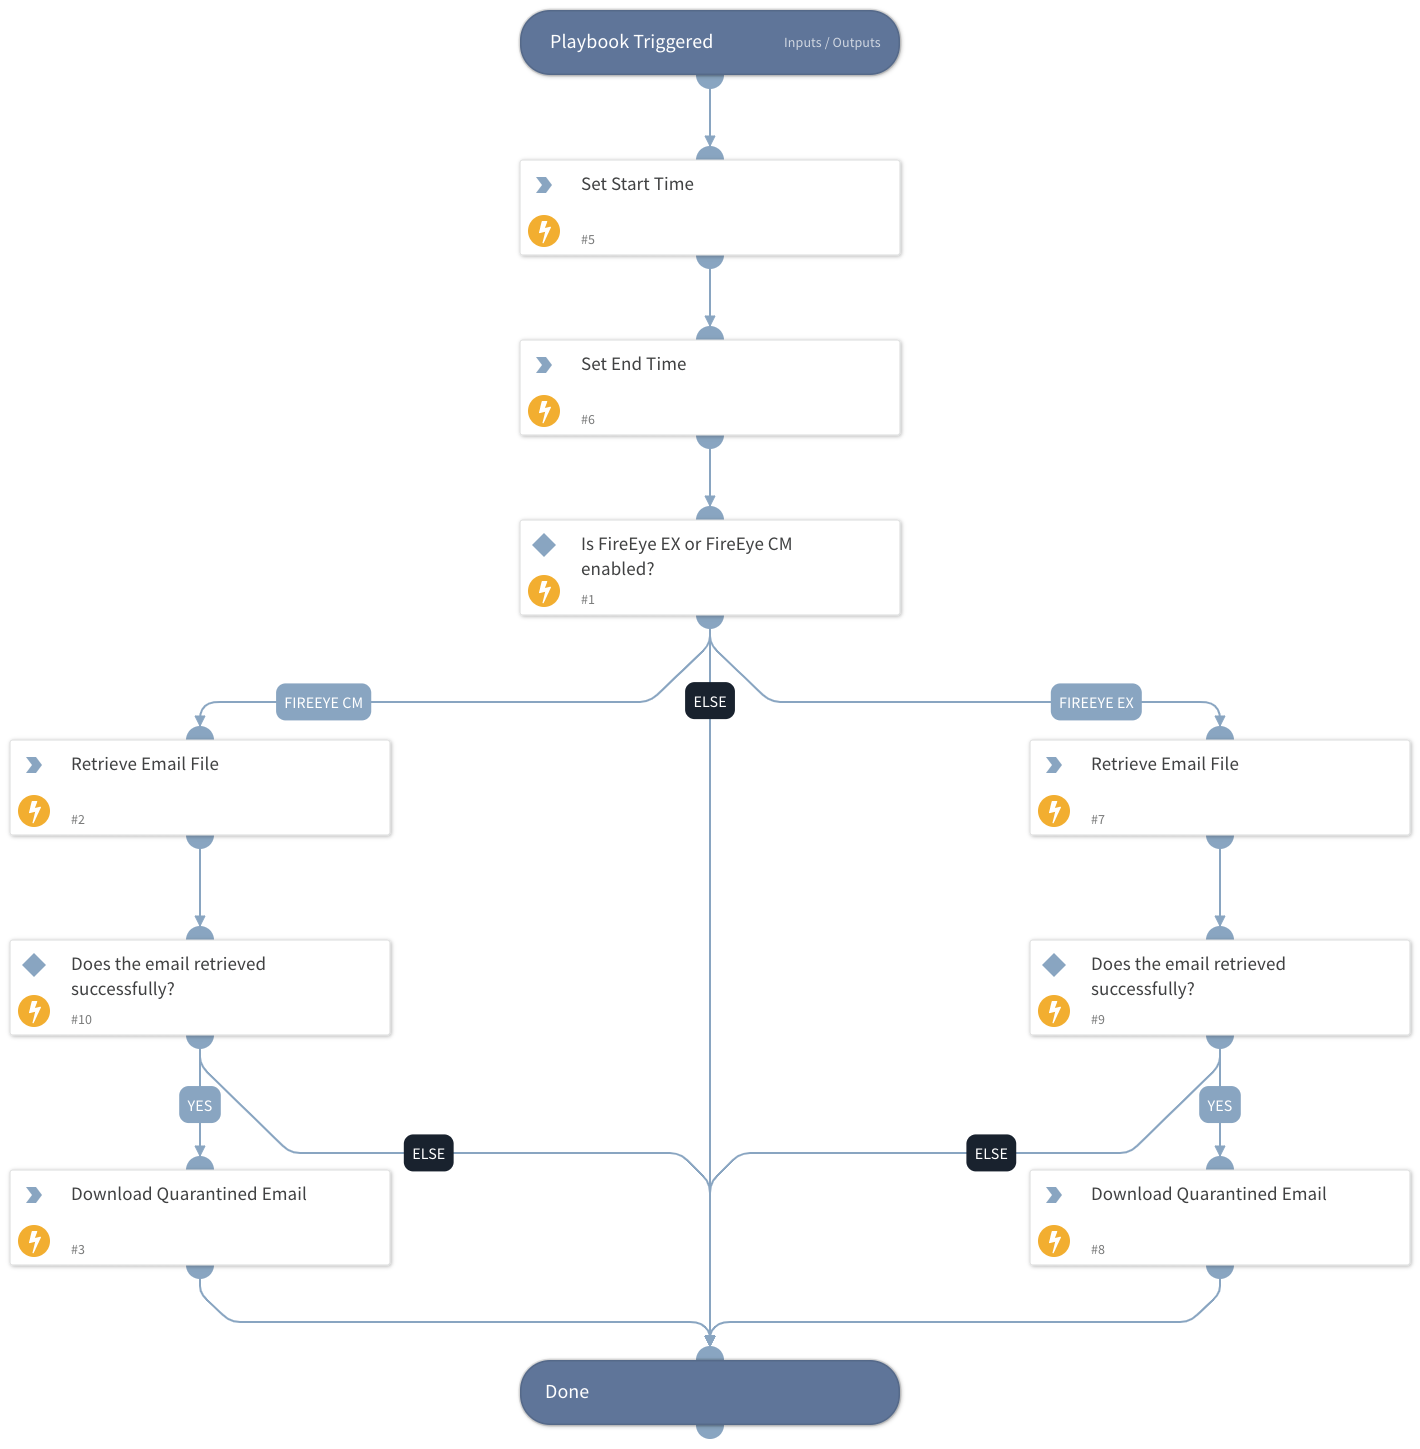 Playbook Triggered
Inputs / Outputs
Set Start Time
#5
Set End Time
#6
Is FireEye EX or FireEye CM
enabled?
#1
FIREEYE CM
ELSE
FIREEYE EX
Retrieve Email File
#2
Retrieve Email File
#7
Does the email retrieved
successfully?
#10
Does the email retrieved
successfully?
#9
YES
ELSE
ELSE
YES
Download Quarantined Email
#3
Download Quarantined Email
#8
Done